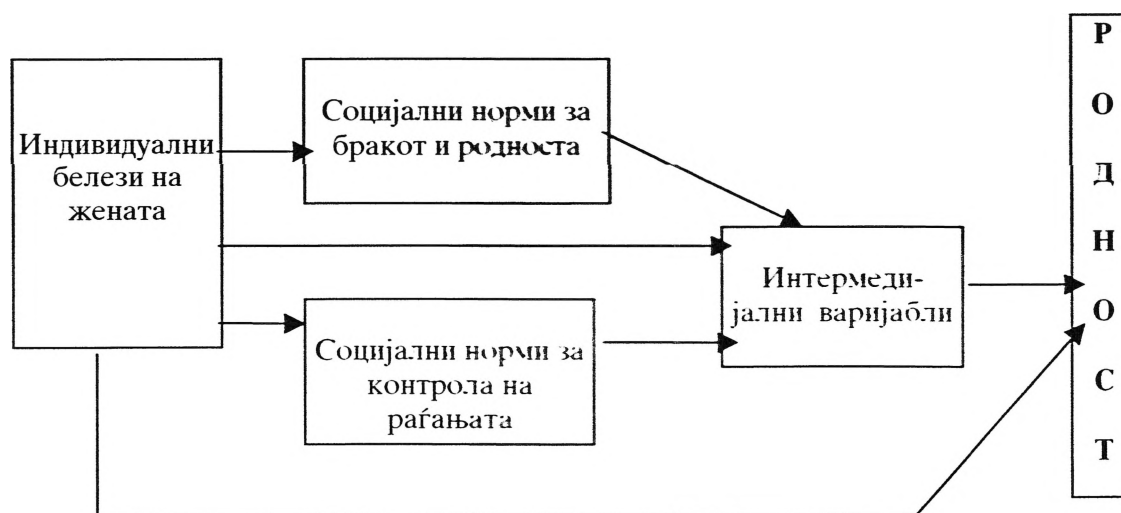 Индивидуални
белези на
жената
Социјални норми за
бракот и родноста
Социјални норми за
контрола на
раѓањата
Интермеди-
јални варијабли
Р
О
Д
Н
О
С
Т